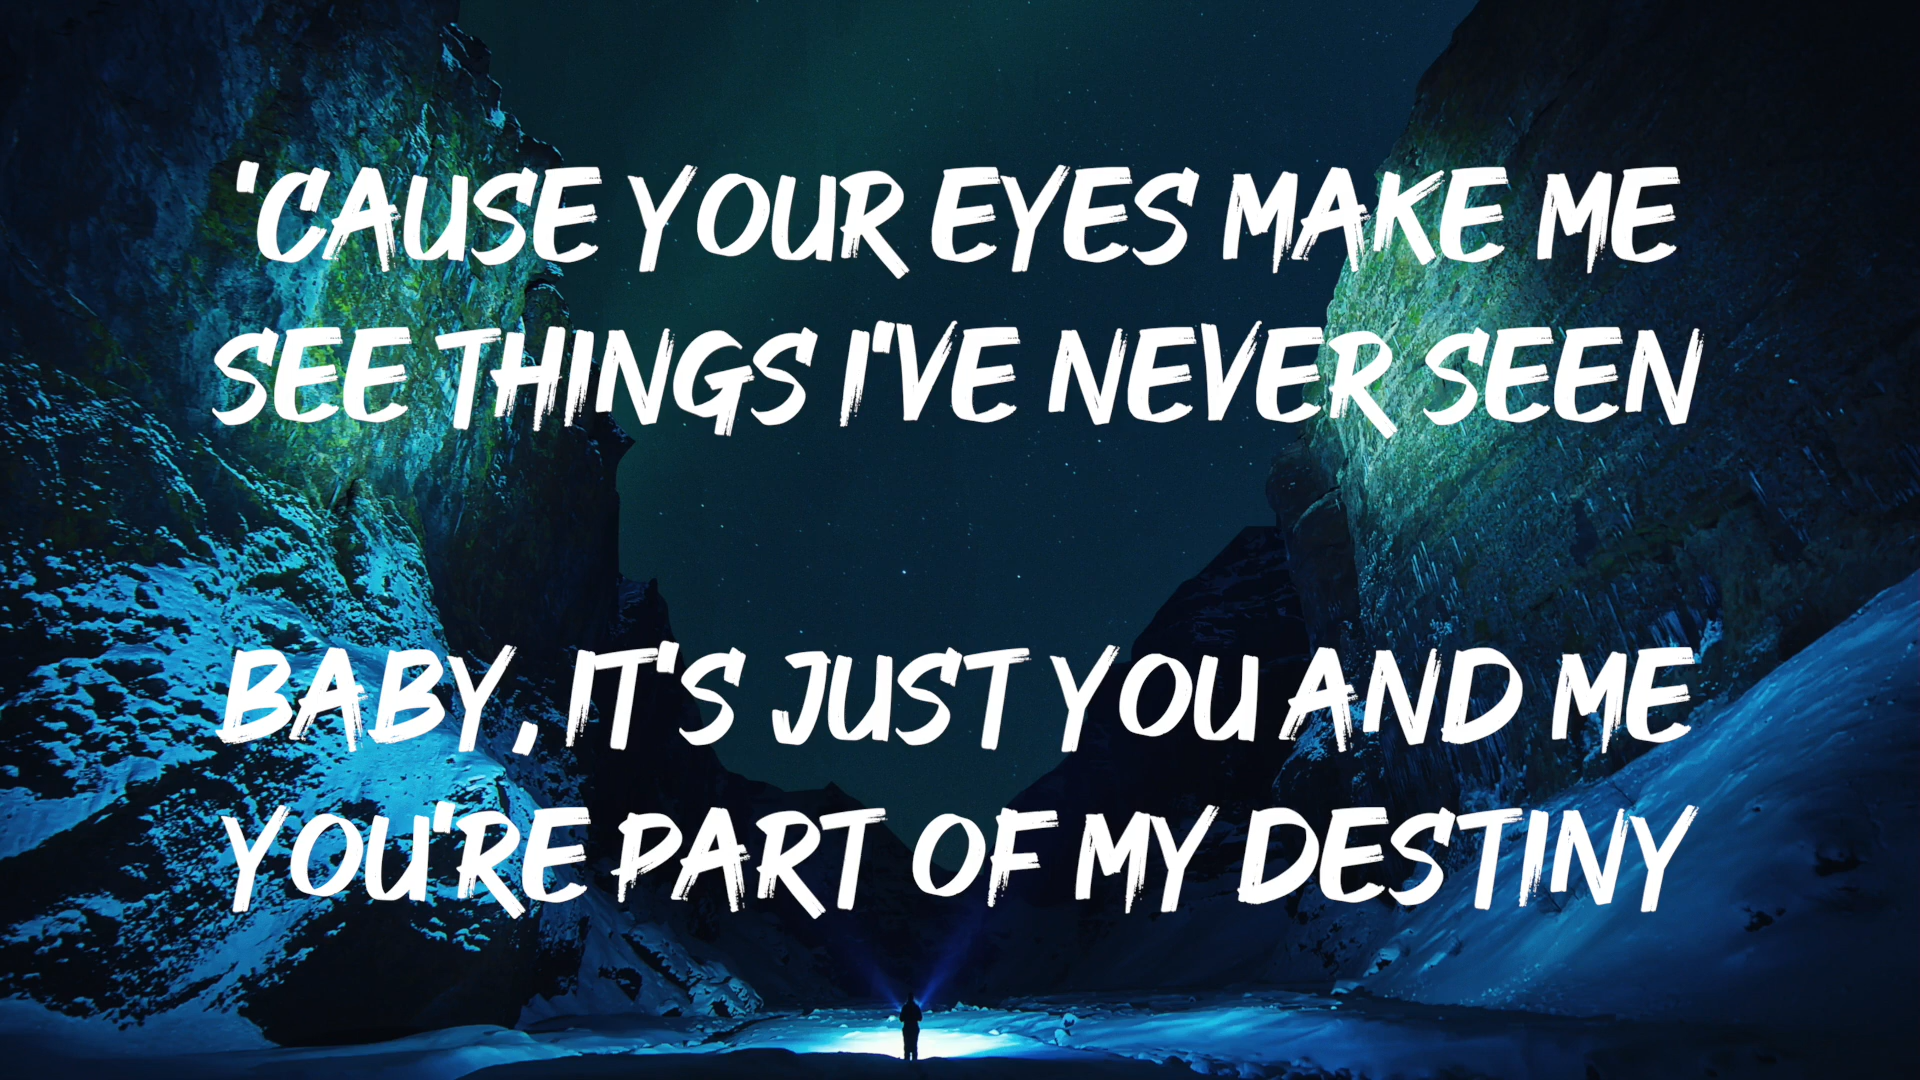 'CAUSE YOUR EYES MAKE ME
SEE THINGS I'VE NEVER SEEN
BABY, IT'S JUST YOU AND ME
YOU'RE PART OF MY DESTINY